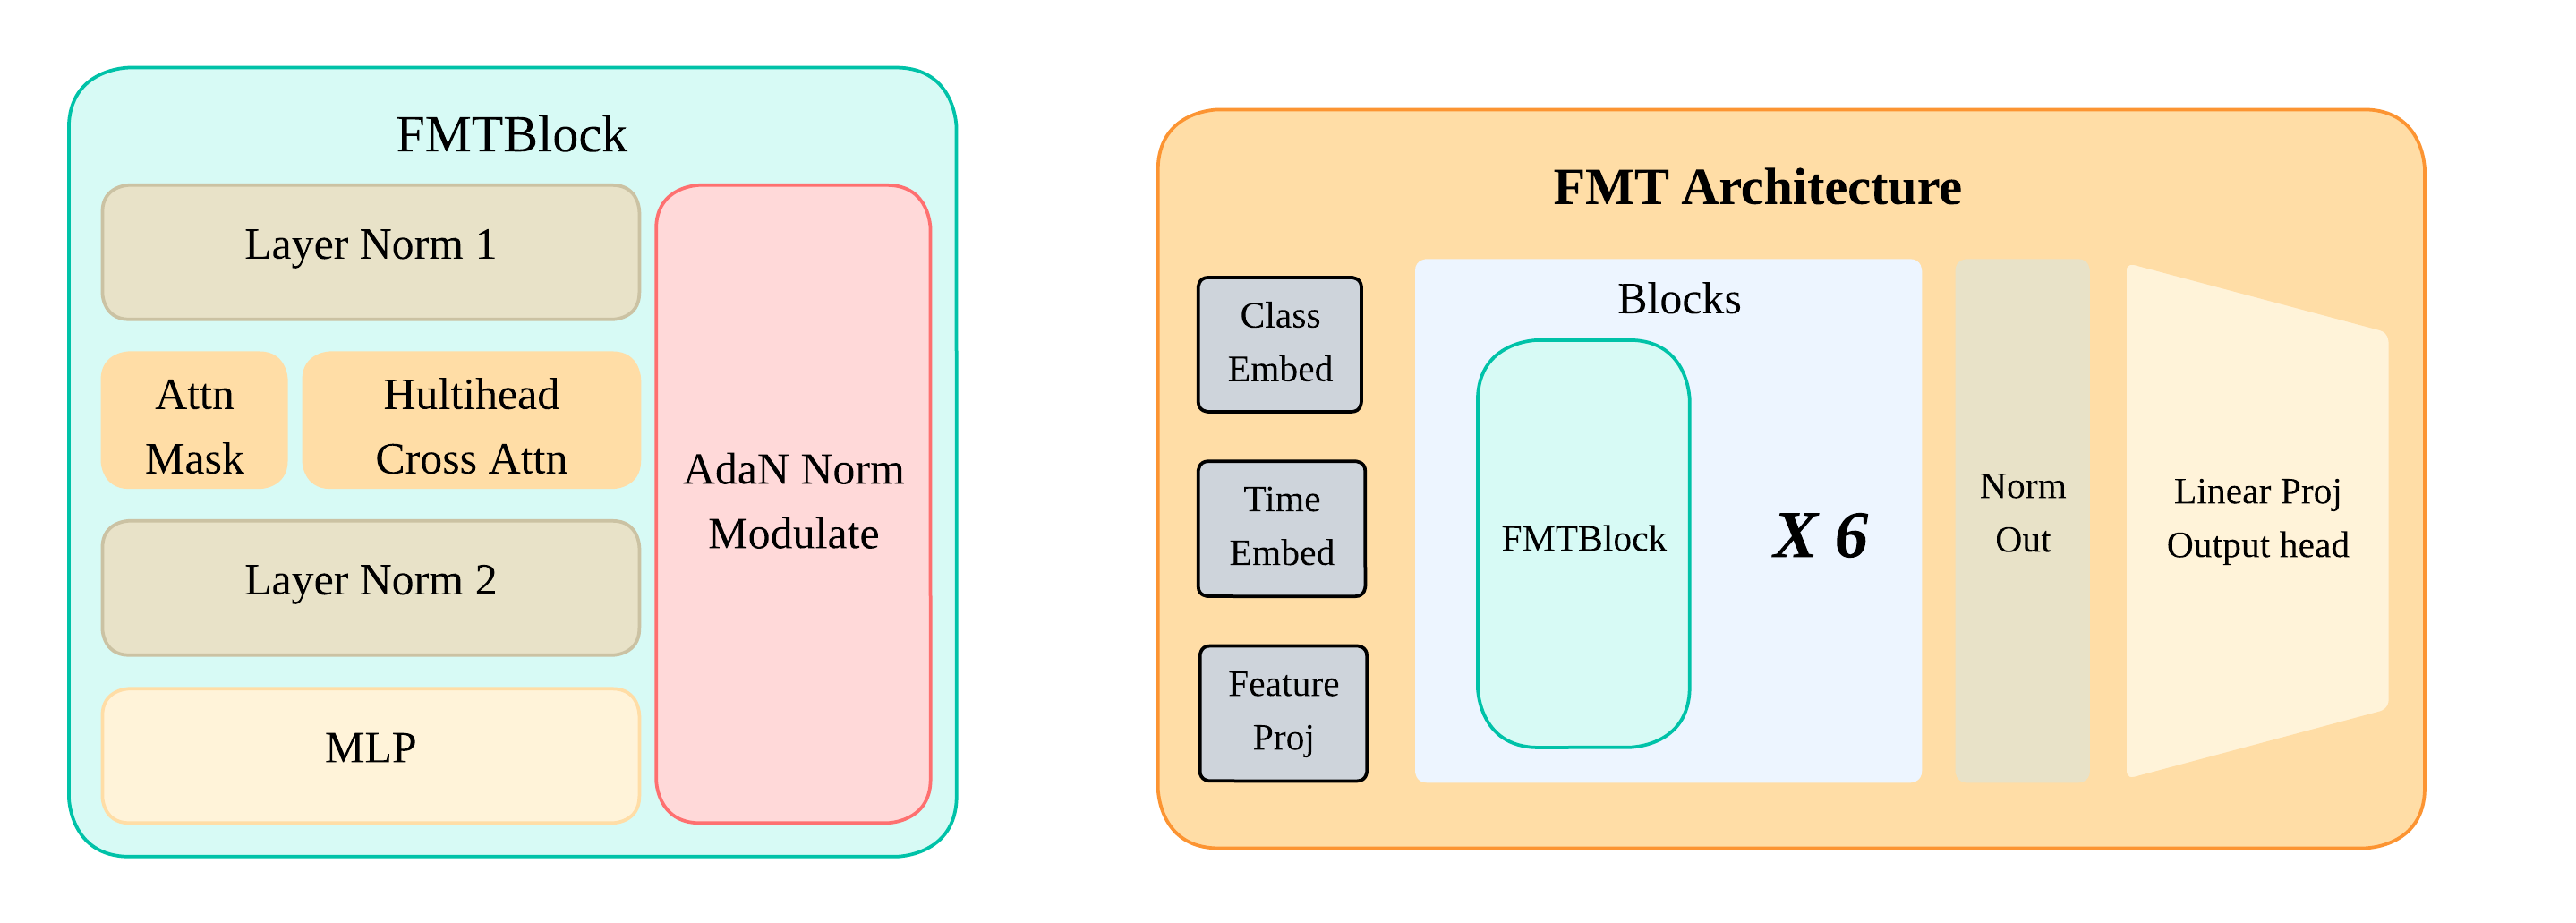 FMTBlock
Layer Norm 1
Attn
Mask
Hultihead
Cross Attn
Layer Norm 2
MLP
AdaN Norm
Modulate
FMT Architecture
Class
Embed
Time
Embed
Feature
Proj
Blocks
FMTBlock
X 6
Norm
Out
Linear Proj
Output head